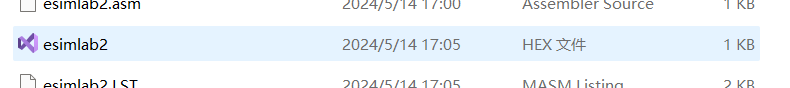 esimlab2.asm 2024/5/14 17:00 Assembler Source 1 KB
esimlab2 2024/5/14 17:05 HEX 文件 1 KB
esimlab2.LST 2024/5/14 17:05 MASM Listing 2 KB